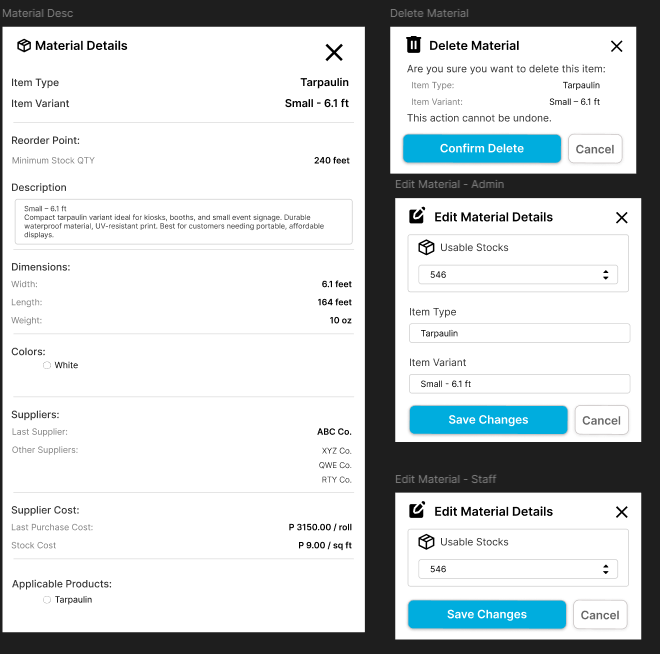 Material Desc
Material Details
Item Type Tarpaulin
Item Variant Small - 6.1 ft
Reorder Point:
Minimum Stock QTY 240 feet
Description
Small – 6.1 ft
Compact tarpaulin variant ideal for kiosks, booths, and small event signage. Durable
waterproof material, UV-resistant print. Best for customers needing portable, affordable
displays.
Dimensions:
Width: 6.1 feet
Length: 164 feet
Weight: 10 oz
Colors:
White
Suppliers:
Last Supplier: ABC Co.
Other Suppliers: XYZ Co.
QWE Co.
RTY Co.
Supplier Cost:
Last Purchase Cost: P 3150.00 / roll
Stock Cost P 9.00 / sq ft
Applicable Products:
Tarpaulin
Delete Material
Delete Material
Are you sure you want to delete this item:
Item Type: Tarpaulin
Item Variant: Small – 6.1 ft
This action cannot be undone.
Confirm Delete Cancel
Edit Material - Admin
Edit Material Details
Usable Stocks
546
Item Type
Tarpaulin
Item Variant
Small - 6.1 ft
Save Changes Cancel
Edit Material - Staff
Edit Material Details
Usable Stocks
546
Save Changes Cancel